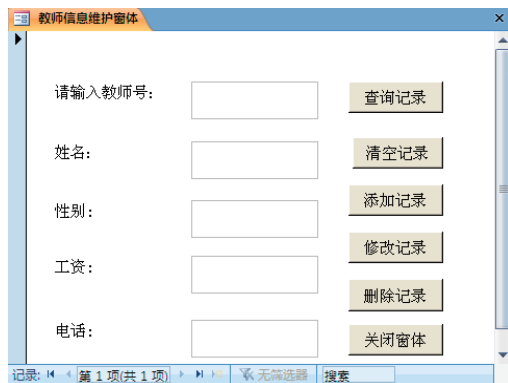 教师信息维护窗体
请输入教师号：
查询记录
姓名：
清空记录
添加记录
性别：
修改记录
工资：
删除记录
电话：
关闭窗体
记录: 第 1 项(共 1 项) 无筛选器 搜索